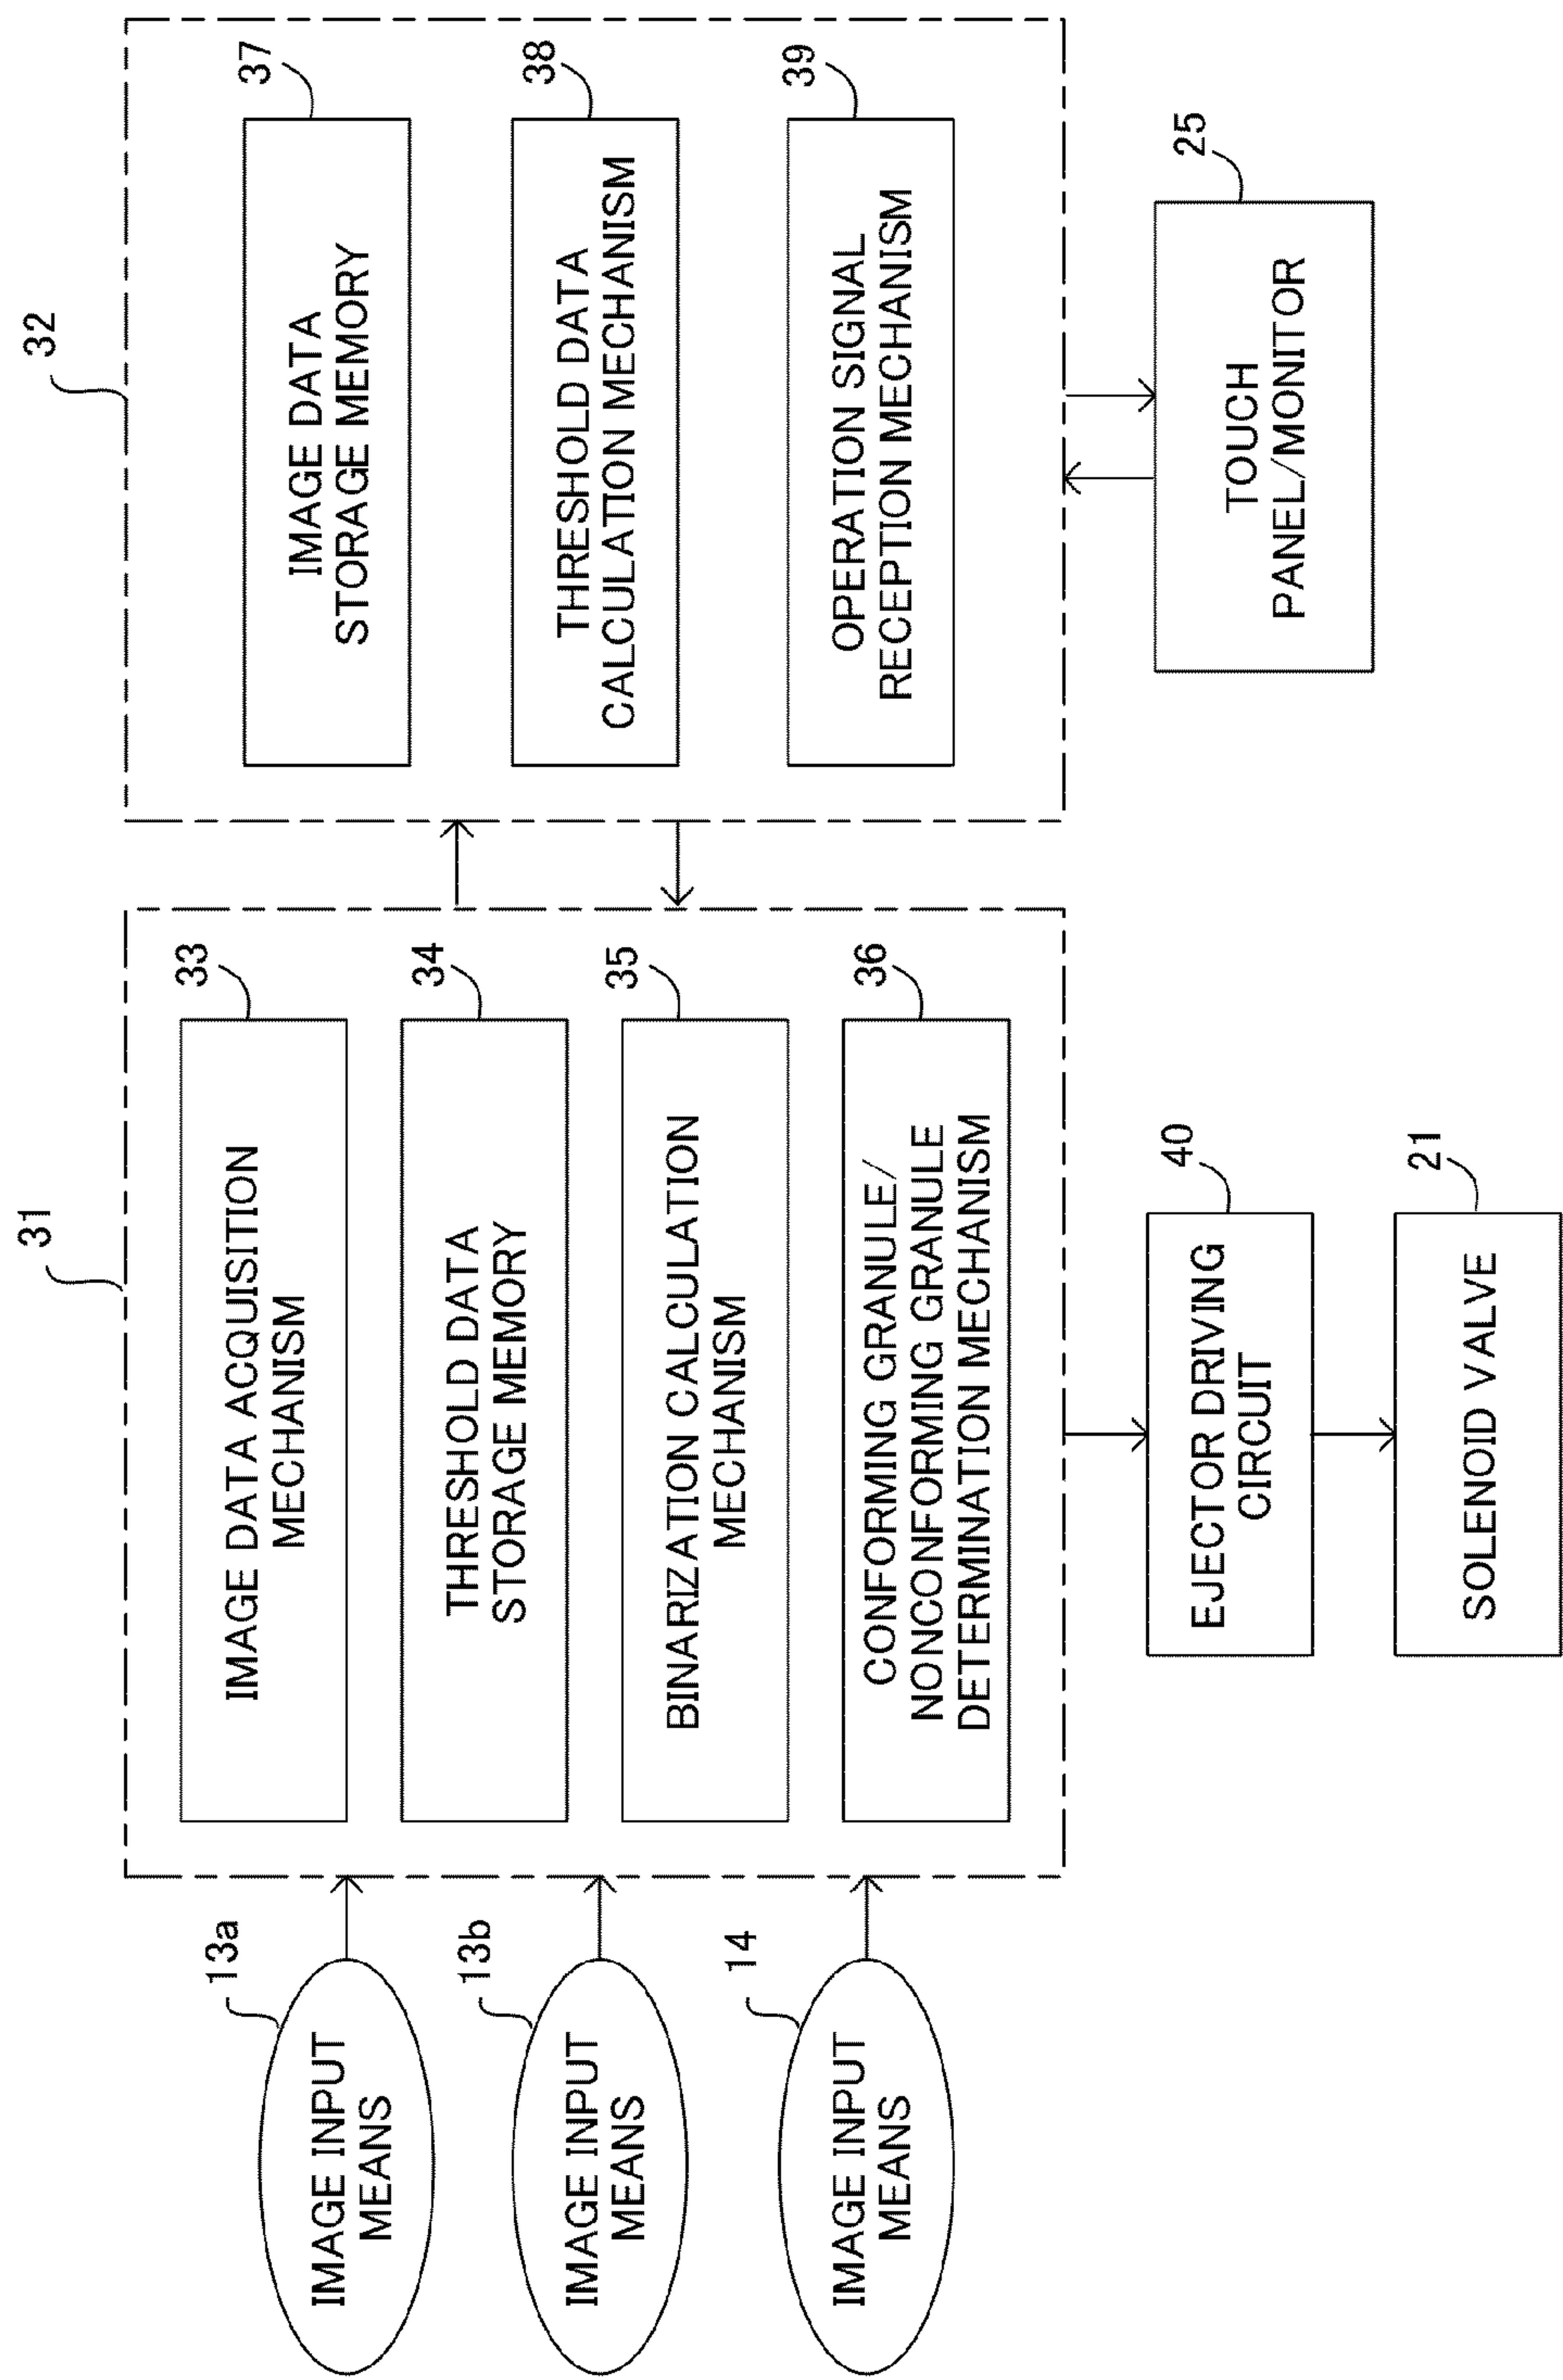 31
32
13a
IMAGE INPUT
MEANS
13b
IMAGE INPUT
MEANS
14
IMAGE INPUT
MEANS
33
IMAGE DATA ACQUISITION
MECHANISM
34
THRESHOLD DATA
STORAGE MEMORY
35
BINARIZATION CALCULATION
MECHANISM
36
CONFORMING GRANULE/
NONCONFORMING GRANULE
DETERMINATION MECHANISM
37
IMAGE DATA
STORAGE MEMORY
38
THRESHOLD DATA
CALCULATION MECHANISM
39
OPERATION SIGNAL
RECEPTION MECHANISM
40
EJECTOR DRIVING
CIRCUIT
21
SOLENOID VALVE
25
TOUCH
PANEL/MONITOR